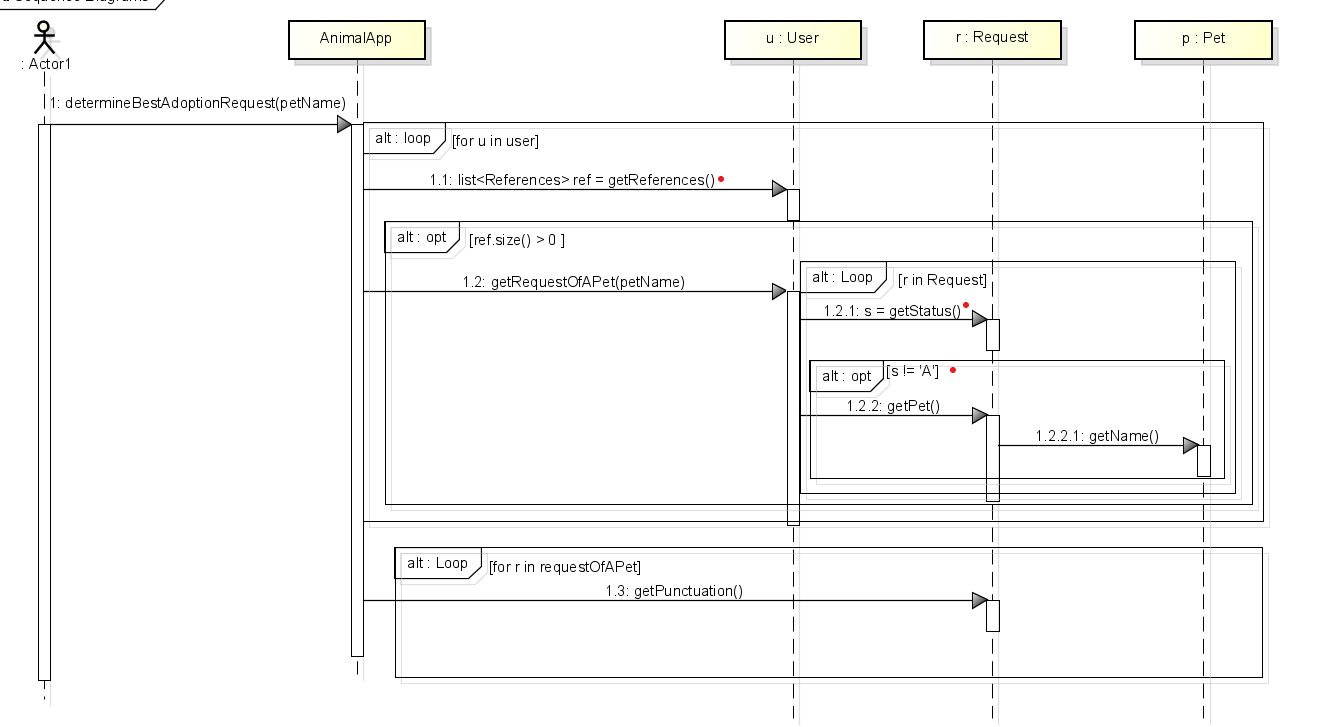 Sequence Diagrams
: Actor1
AnimalApp
u : User
r : Request
p : Pet
1: determineBestAdoptionRequest(petName)
alt : loop
[for u in user]
1.1: list<References> ref = getReferences()
alt : opt
[ref.size() > 0 ]
1.2: getRequestOfAPet(petName)
alt : Loop
[r in Request]
1.2.1: s = getStatus()
alt : opt
[s != 'A']
1.2.2: getPet()
1.2.2.1: getName()
alt : Loop
[for r in requestOfAPet]
1.3: getPunctuation()